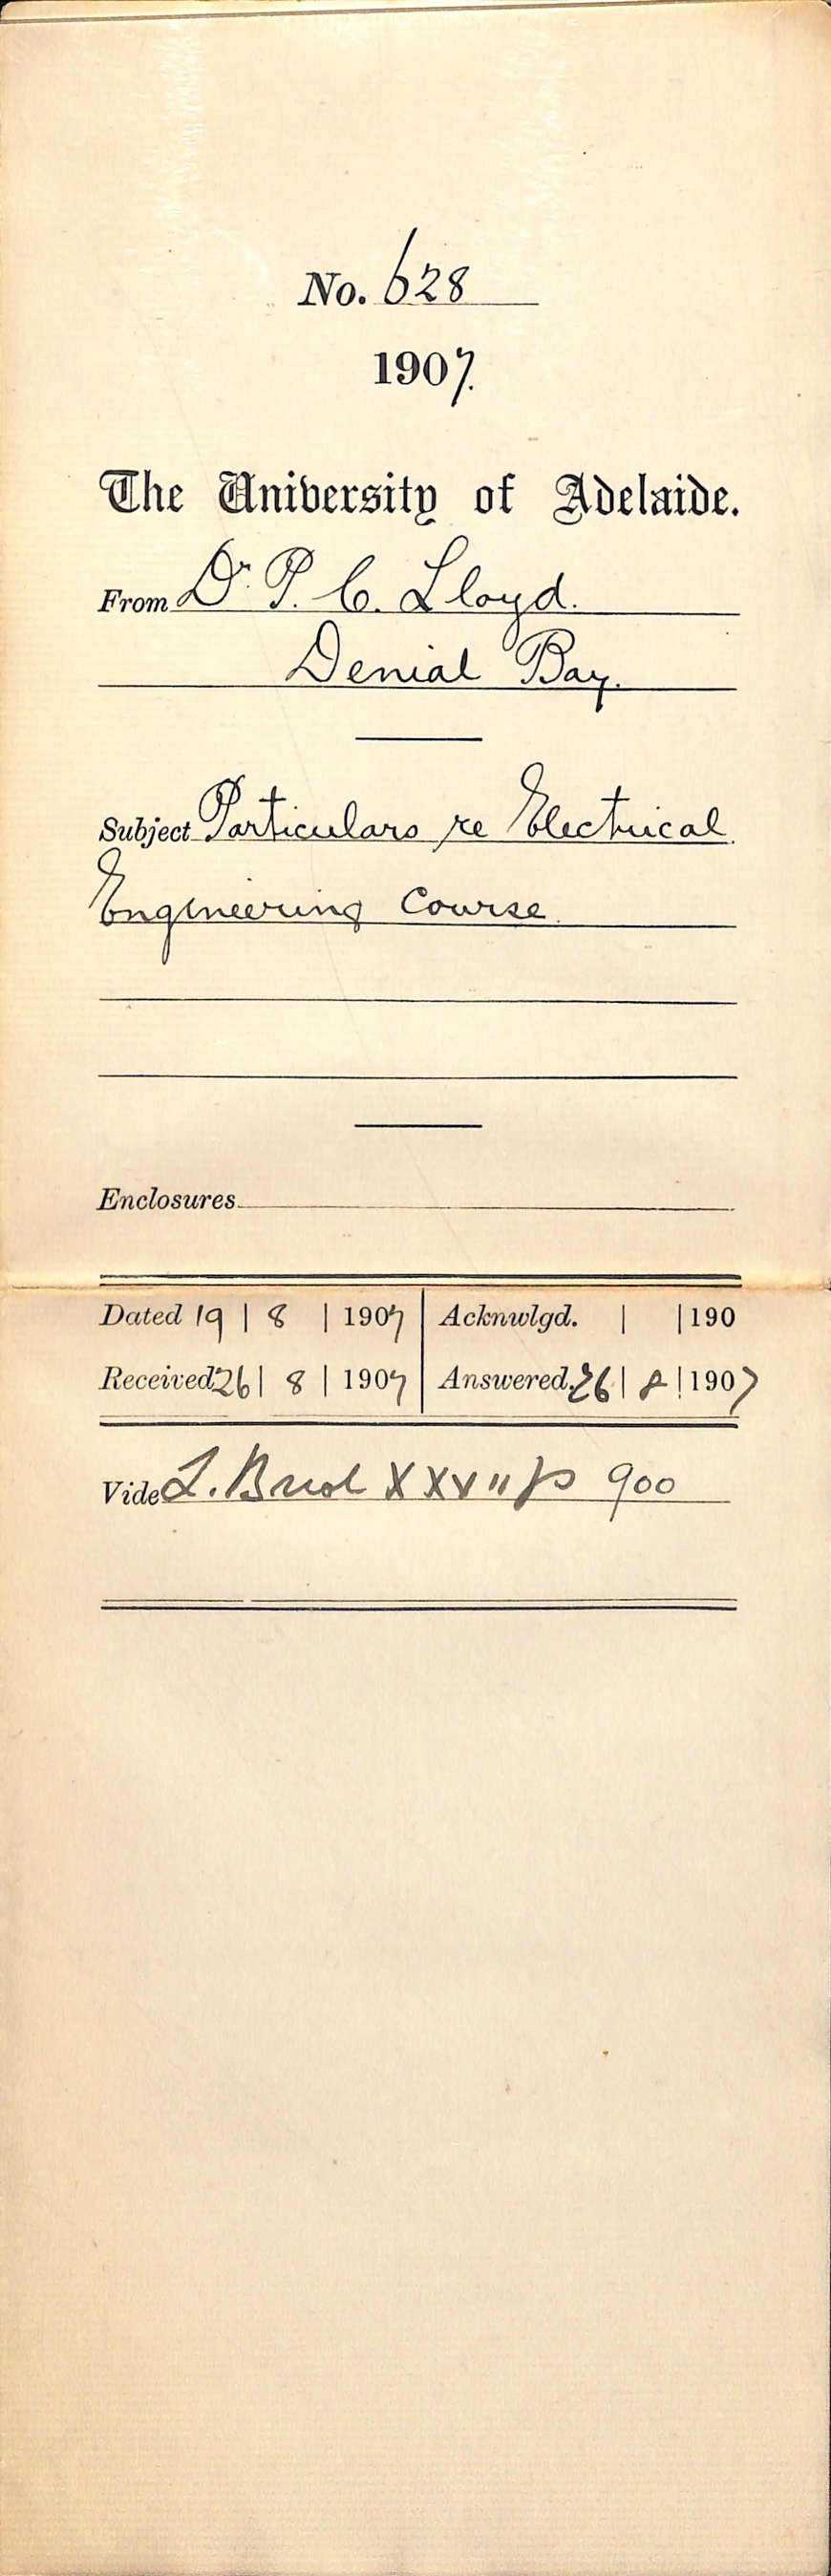 No. 628
1907.
The University of Adelaide.
From Dr. P. C. Lloyd.
Denial Bay.
Subject Particulars re Electrical
Engineering Course.
Enclosures
Dated 19 | 8 | 1907 Acknwlgd. | | 190
Received 26 | 8 | 1907 Answered. 26 | 8 | 1907
Vide L. XXVII p 900